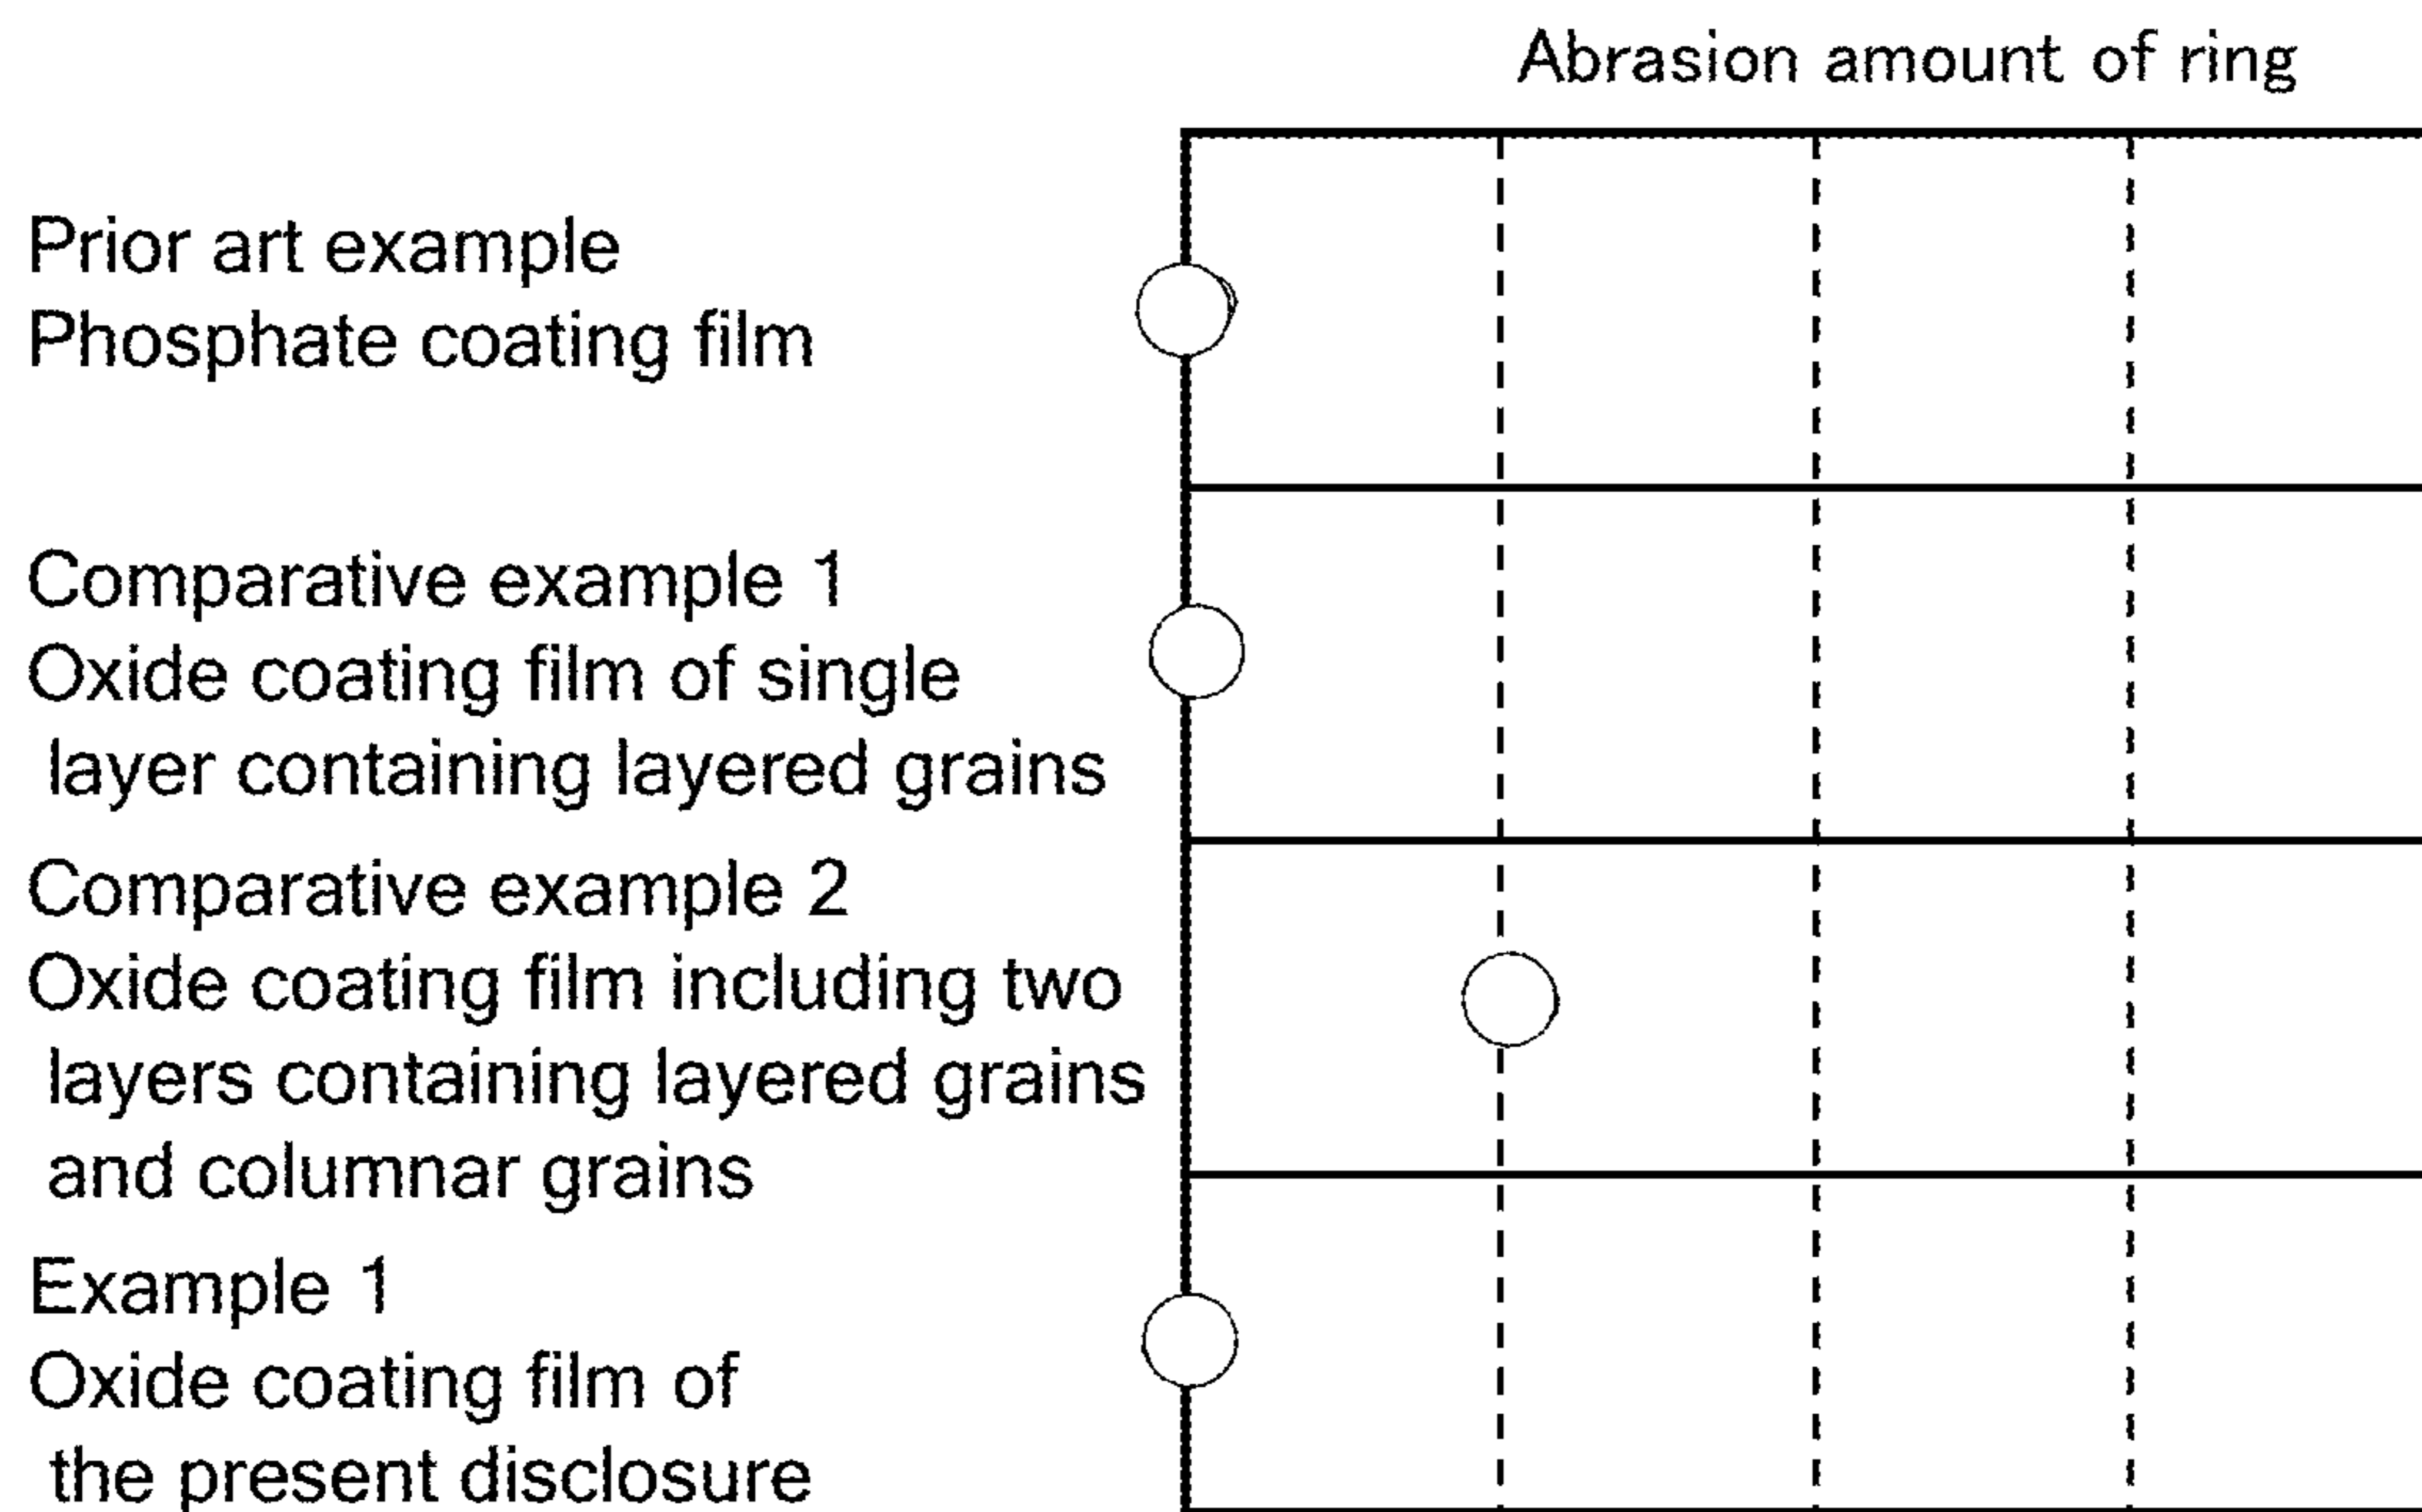 Abrasion amount of ring
Prior art example
Phosphate coating film
Comparative example 1
Oxide coating film of single
layer containing layered grains
Comparative example 2
Oxide coating film including two
layers containing layered grains
and columnar grains
Example 1
Oxide coating film of
the present disclosure